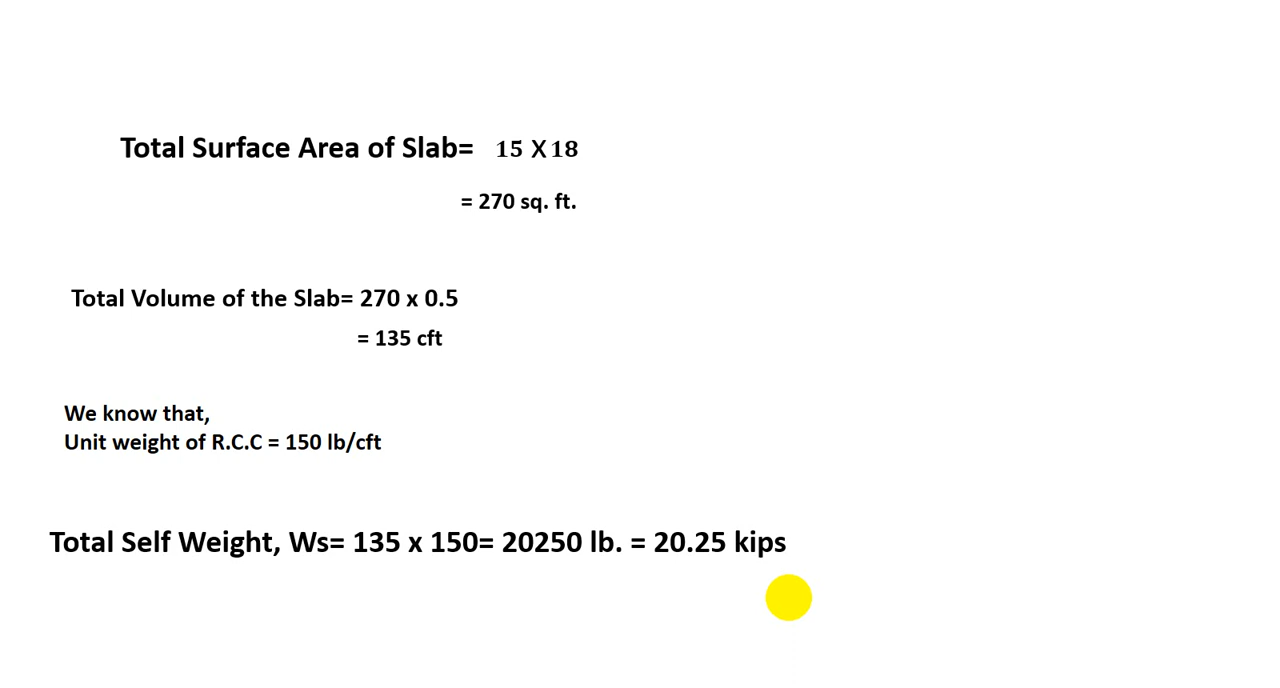 Total Surface Area of Slab= 15 X 18
= 270 sq. ft.
Total Volume of the Slab= 270 x 0.5
= 135 cft
We know that,
Unit weight of R.C.C = 150 lb/cft
Total Self Weight, Ws= 135 x 150= 20250 lb. = 20.25 kips